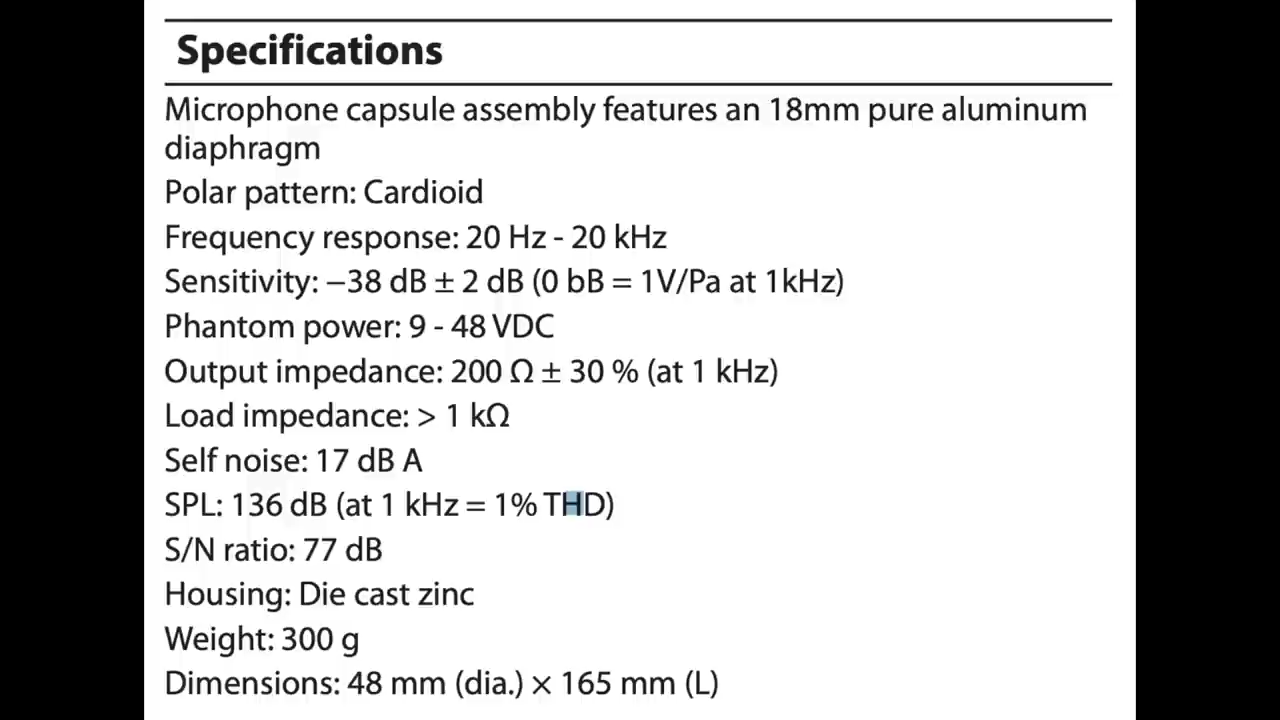 Specifications
Microphone capsule assembly features an 18mm pure aluminum
diaphragm
Polar pattern: Cardioid
Frequency response: 20 Hz - 20 kHz
Sensitivity: −38 dB ± 2 dB (0 bB = 1V/Pa at 1kHz)
Phantom power: 9 - 48 VDC
Output impedance: 200 Ω ± 30 % (at 1 kHz)
Load impedance: > 1 kΩ
Self noise: 17 dB A
SPL: 136 dB (at 1 kHz = 1% THD)
S/N ratio: 77 dB
Housing: Die cast zinc
Weight: 300 g
Dimensions: 48 mm (dia.) × 165 mm (L)